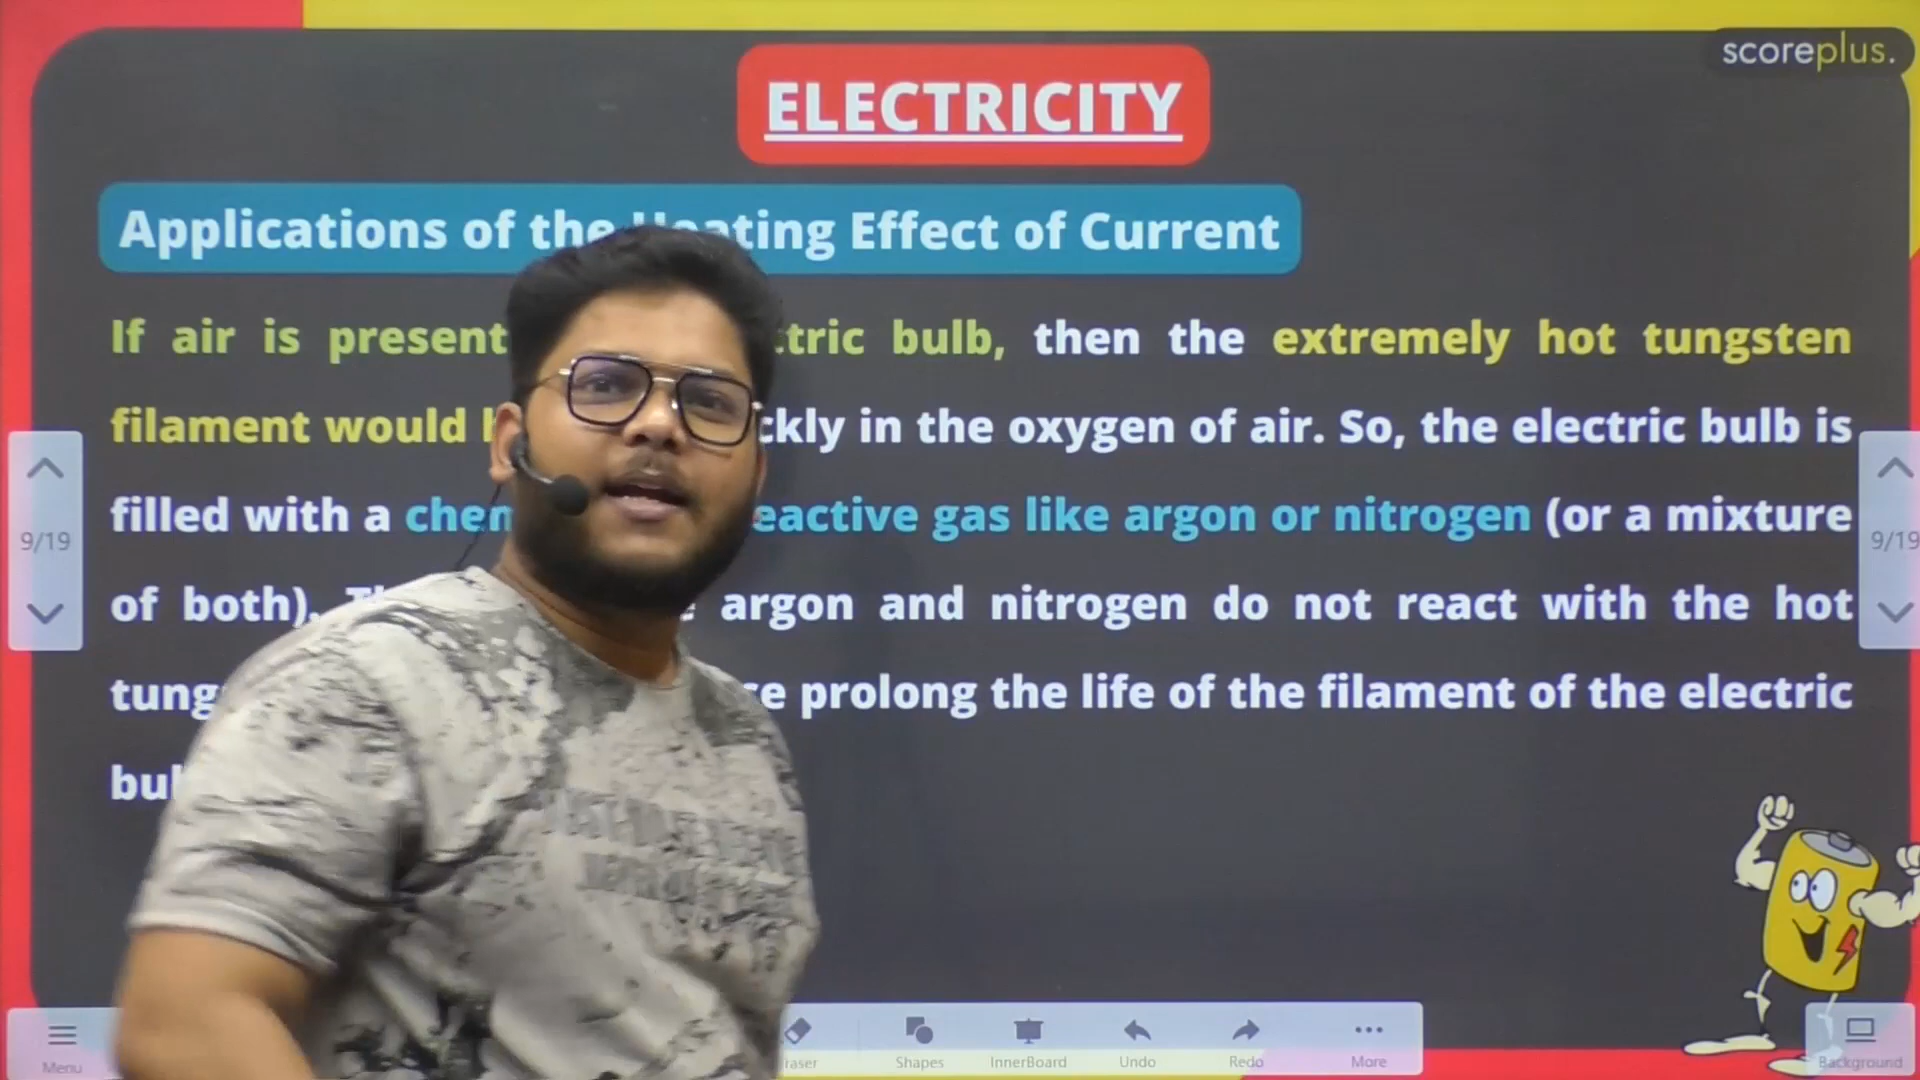 scoreplus.
ELECTRICITY
Applications of the Heating Effect of Current
If air is present tric bulb, then the extremely hot tungsten
filament would in the oxygen of air. So, the electric bulb is
filled with a gas like argon or nitrogen (or a mixture
of both). argon and nitrogen do not react with the hot
prolong the life of the filament of the electric
9/19
9/19
Menu
Shapes
InnerBoard
Undo
Redo
More
Background